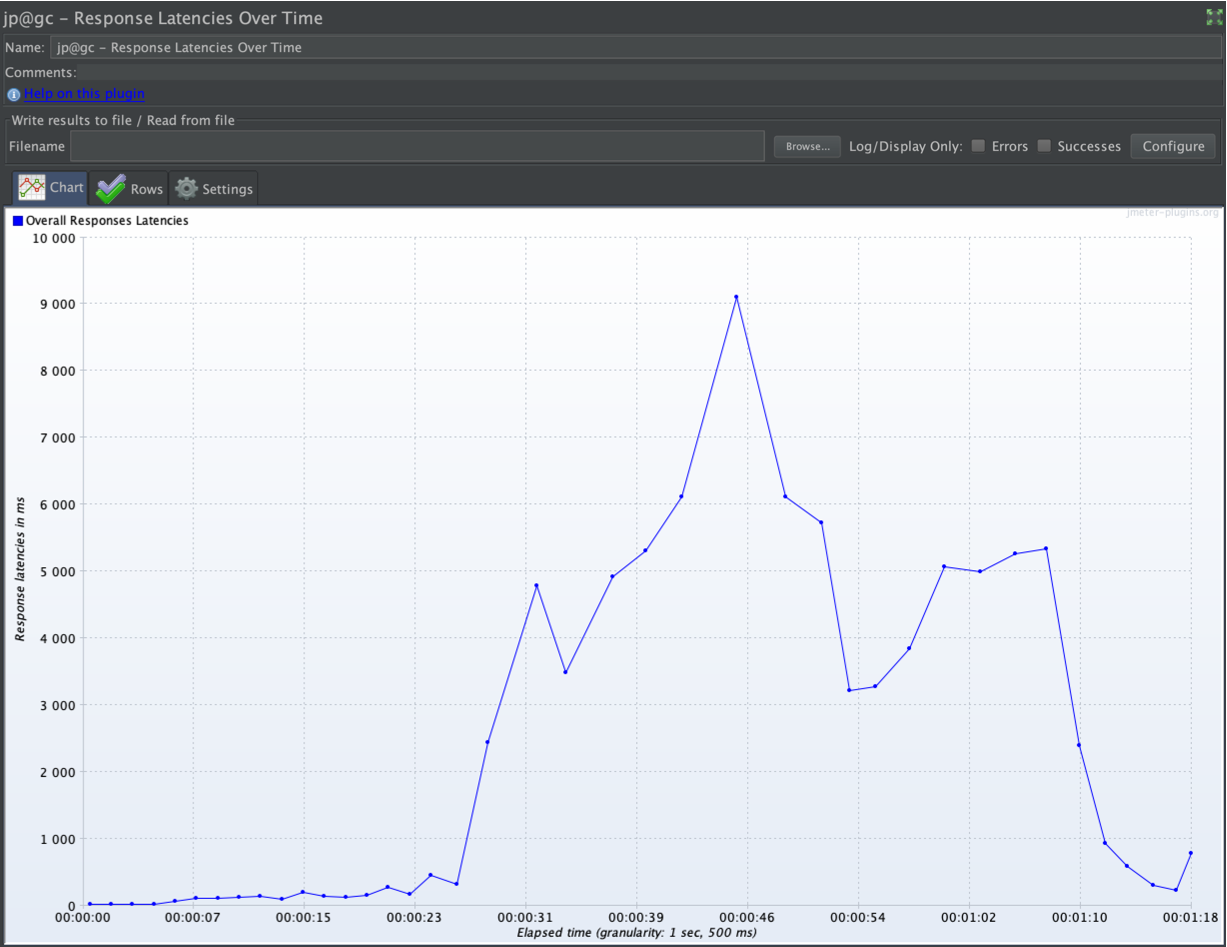 jp@gc – Response Latencies Over Time
Name: jp@gc – Response Latencies Over Time
Comments:
Help on this plugin
Write results to file / Read from file
Filename Browse... Log/Display Only: Errors Successes Configure
Chart Rows Settings
jmeter-plugins.org
Overall Responses Latencies
10 000
9 000
8 000
7 000
6 000
5 000
4 000
3 000
2 000
1 000
0
Response latencies in ms
00:00:00 00:00:07 00:00:15 00:00:23 00:00:31 00:00:39 00:00:46 00:00:54 00:01:02 00:01:10 00:01:18
Elapsed time (granularity: 1 sec, 500 ms)